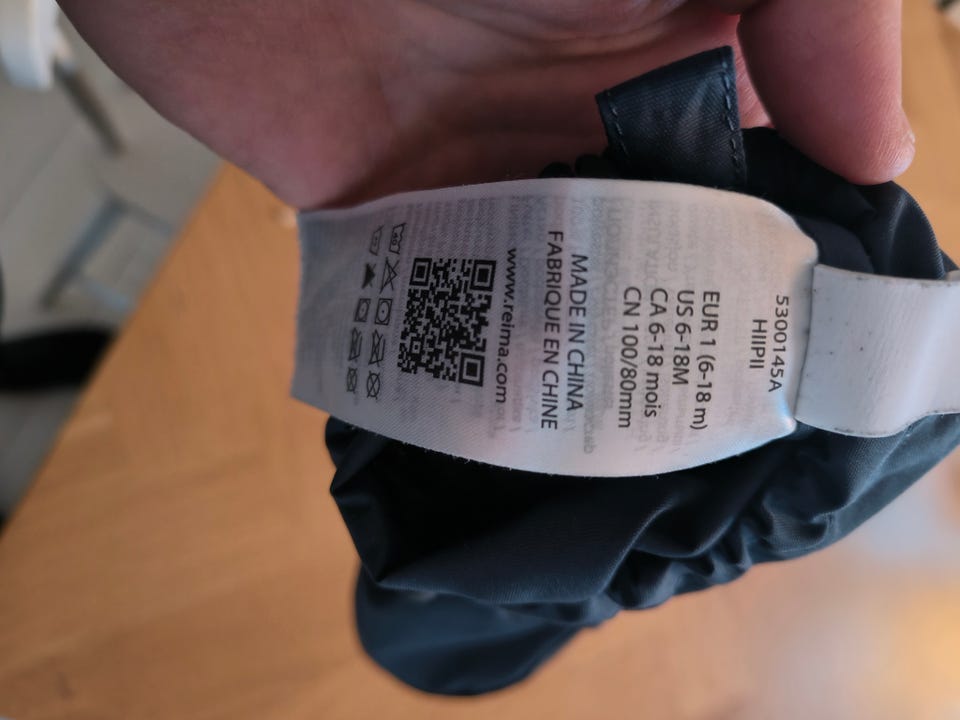 5300145A
HIIPII
EUR 1 (6-18 m)
US 6-18M
CA 6-18 mois
CN 100/80mm
MADE IN CHINA
FABRIQUE EN CHINE
www.reima.com